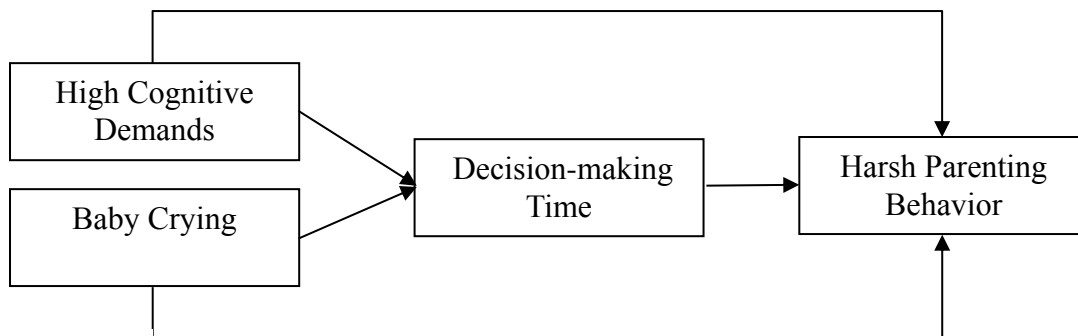 High Cognitive
Demands
Baby Crying
Decision-making
Time
Harsh Parenting
Behavior